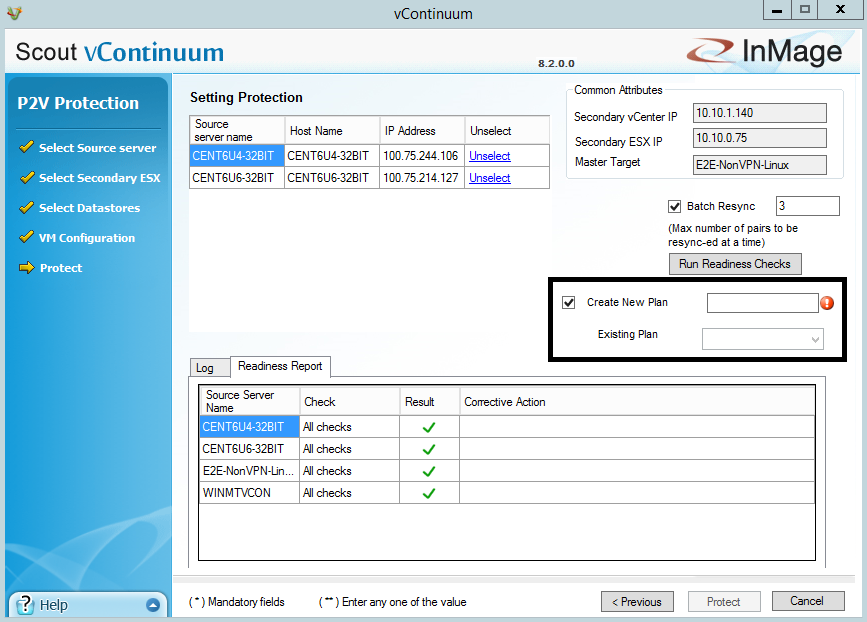 vContinuum
Scout vContinuum
8.2.0.0
InMage
P2V Protection
Select Source server
Select Secondary ESX
Select Datastores
VM Configuration
Protect
? Help
Setting Protection
Source server name Host Name IP Address Unselect
CENT6U4-32BIT CENT6U4-32BIT 100.75.244.106 Unselect
CENT6U6-32BIT CENT6U6-32BIT 100.75.214.127 Unselect
Common Attributes
Secondary vCenter IP 10.10.1.140
Secondary ESX IP 10.10.0.75
Master Target E2E-NonVPN-Linux
Batch Resync 3
(Max number of pairs to be
resync-ed at a time)
Run Readiness Checks
Create New Plan
Existing Plan
Log Readiness Report
Source Server Name Check Result Corrective Action
CENT6U4-32BIT All checks
CENT6U6-32BIT All checks
E2E-NonVPN-Lin... All checks
WINMTVCON All checks
( * ) Mandatory fields ( ** ) Enter any one of the value
< Previous Protect Cancel